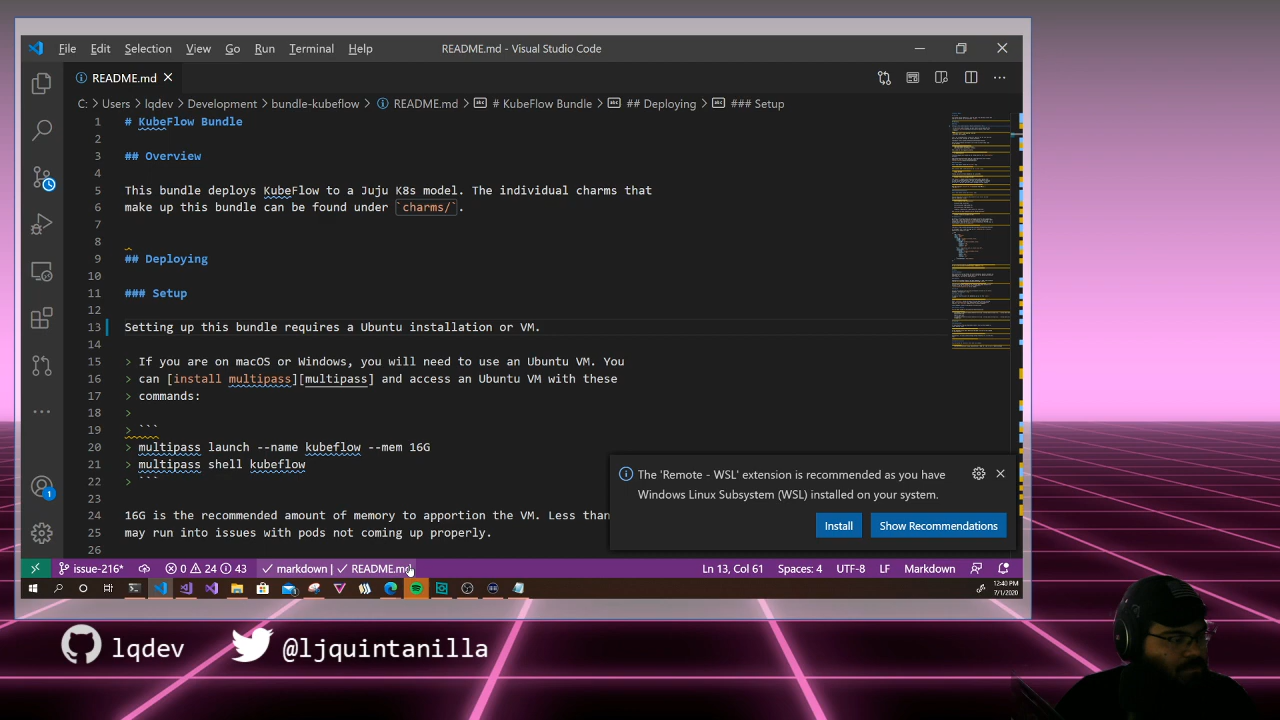 File Edit Selection View Go Run Terminal Help README.md - Visual Studio Code
README.md
C: > Users > lqdev > Development > bundle-kubeflow > README.md > # KubeFlow Bundle > ## Deploying > ### Setup
1 # KubeFlow Bundle
2
3 ## Overview
4
5 This bundle deploys KubeFlow to a Juju K8s model. The individual charms that
6 make up this bundle can be found under `charms/`.
7
8
9 ## Deploying
10
11 ### Setup
12
13
14
15 > If you are on macOS or Windows, you will need to use an Ubuntu VM. You
16 > can [install multipass][multipass] and access an Ubuntu VM with these
17 > commands:
18 >
19 > ```
20 > multipass launch --name kubeflow --mem 16G
21 > multipass shell kubeflow
22 > ```
23
24 16G is the recommended amount of memory to apportion the VM. Less than
25 may run into issues with pods not coming up properly.
26
The 'Remote - WSL' extension is recommended as you have
Windows Linux Subsystem (WSL) installed on your system.
Install Show Recommendations
1
issue-216* 0 24 43 markdown | README.md Ln 13, Col 61 Spaces: 4 UTF-8 LF Markdown
12:40 PM
7/1/2020
lqdev @ljquintanilla